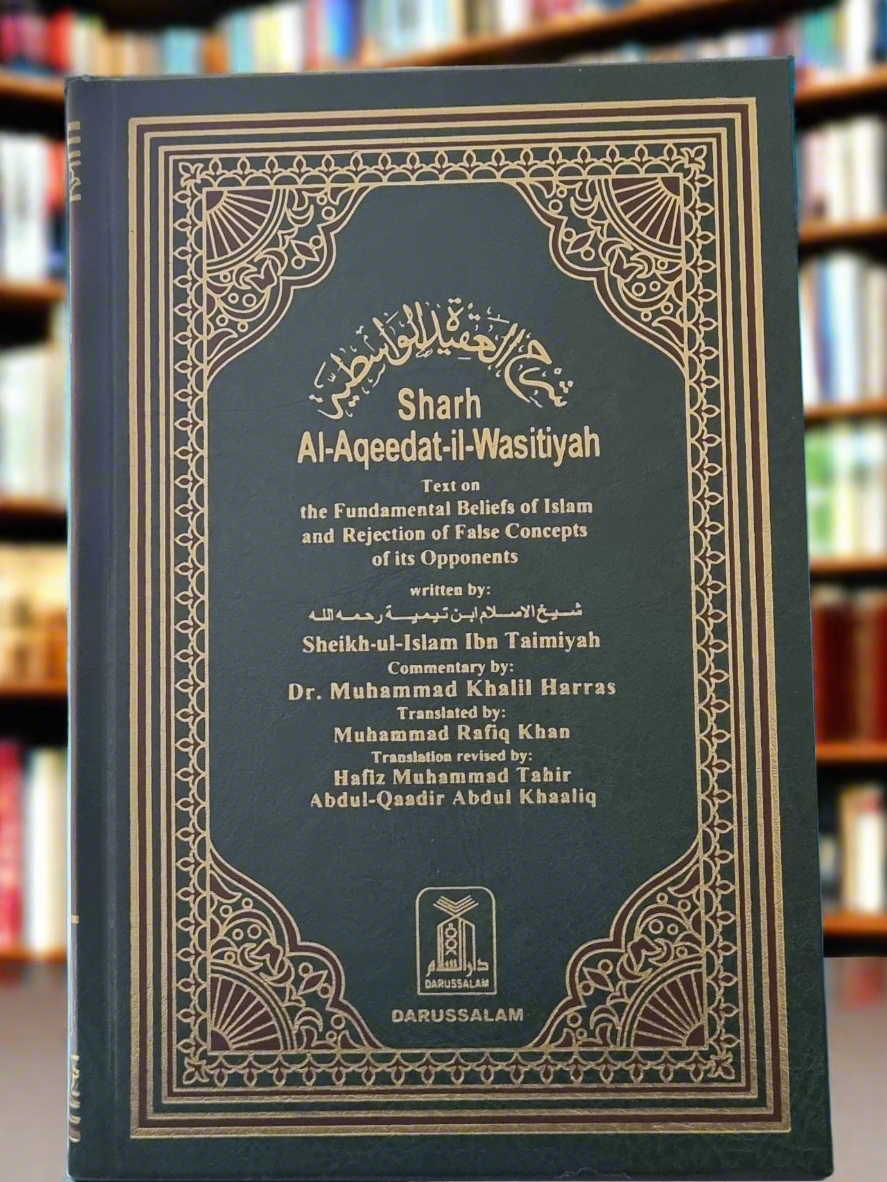 شرح العقيدة الواسطية
Sharh
Al-Aqeedat-il-Wasitiyah
Text on
the Fundamental Beliefs of Islam
and Rejection of False Concepts
of its Opponents
written by:
شيخ الاسلام ابن تيمية رحمه الله
Sheikh-ul-Islam Ibn Taimiyah
Commentary by:
Dr. Muhammad Khalil Harras
Translated by:
Muhammad Rafiq Khan
Translation revised by:
Hafiz Muhammad Tahir
Abdul-Qaadir Abdul Khaaliq
دارالسلام
DARUSSALAM
DARUSSALAM